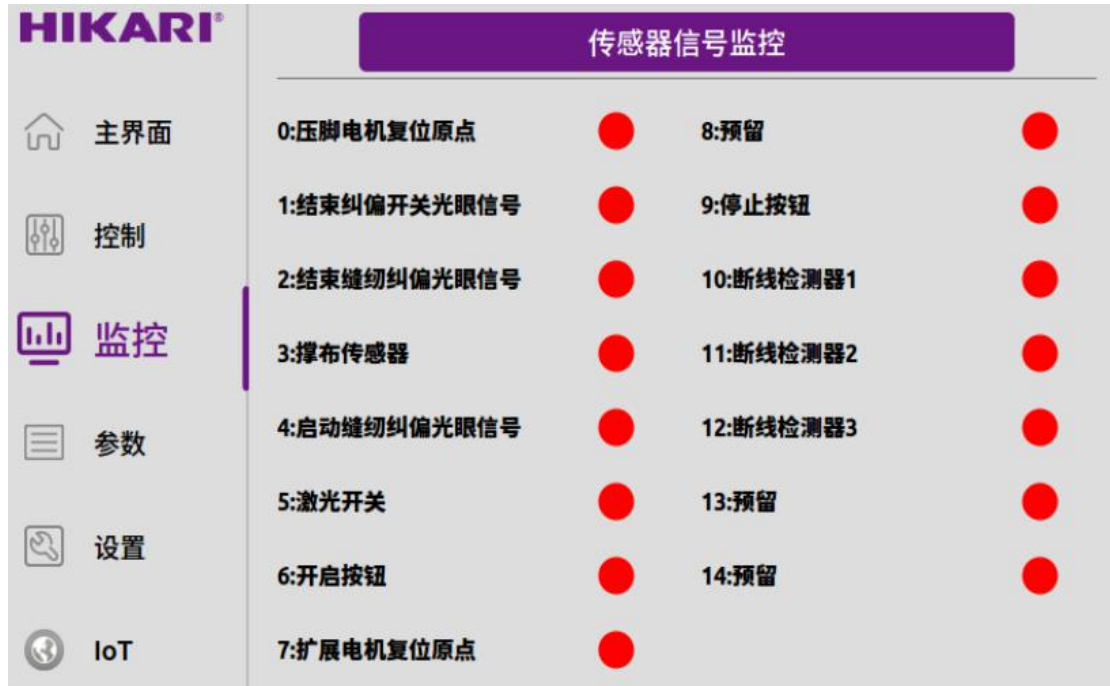 HIKARI®
传感器信号监控
主界面
控制
监控
参数
设置
IoT
0:压脚电机复位原点
1:结束纠偏开关光眼信号
2:结束缝纫纠偏光眼信号
3:撑布传感器
4:启动缝纫纠偏光眼信号
5:激光开关
6:开启按钮
7:扩展电机复位原点
8:预留
9:停止按钮
10:断线检测器1
11:断线检测器2
12:断线检测器3
13:预留
14:预留